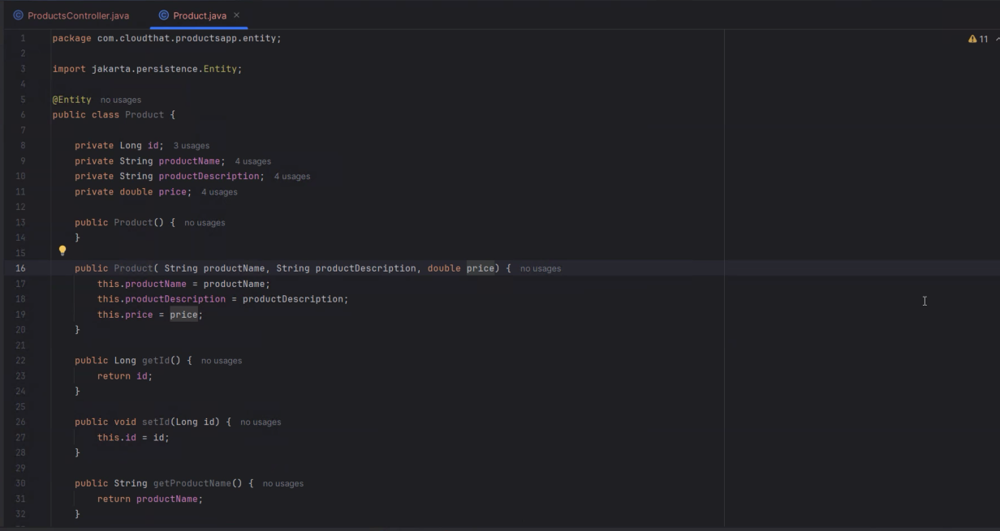 ProductsController.java Product.java
11
1 package com.cloudthat.productsapp.entity;
2
3 import jakarta.persistence.Entity;
4
5 @Entity no usages
6 public class Product {
7
8 private Long id; 3 usages
9 private String productName; 4 usages
10 private String productDescription; 4 usages
11 private double price; 4 usages
12
13 public Product() { no usages
14 }
15
16 public Product( String productName, String productDescription, double price) { no usages
17 this.productName = productName;
18 this.productDescription = productDescription;
19 this.price = price;
20 }
21
22 public Long getId() { no usages
23 return id;
24 }
25
26 public void setId(Long id) { no usages
27 this.id = id;
28 }
29
30 public String getProductName() { no usages
31 return productName;
32 }